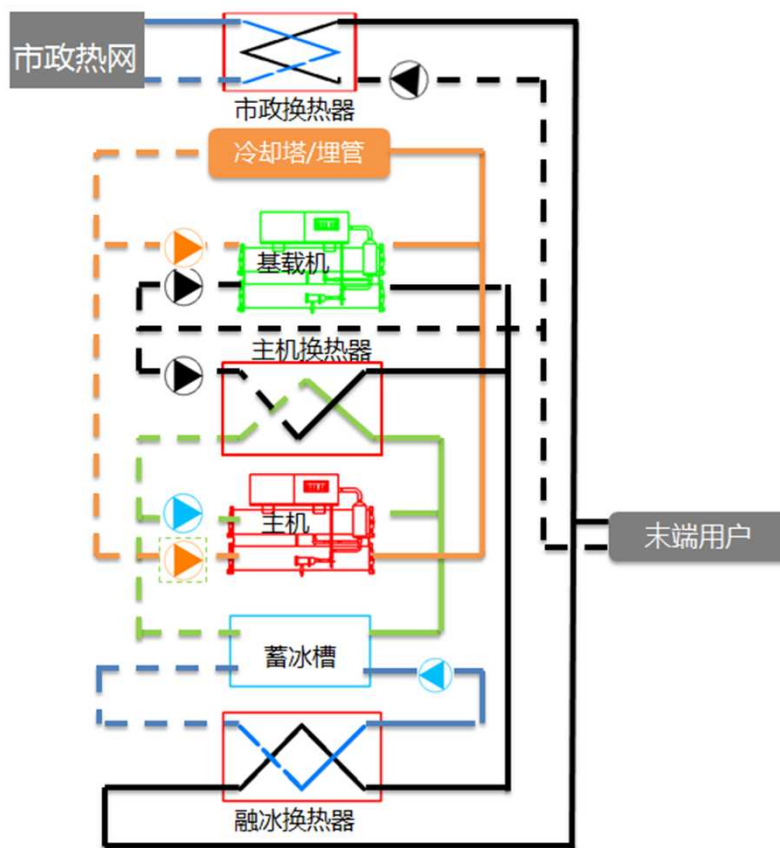 市政热网
市政换热器
冷却塔/埋管
基载机
主机换热器
主机
末端用户
蓄冰槽
融冰换热器